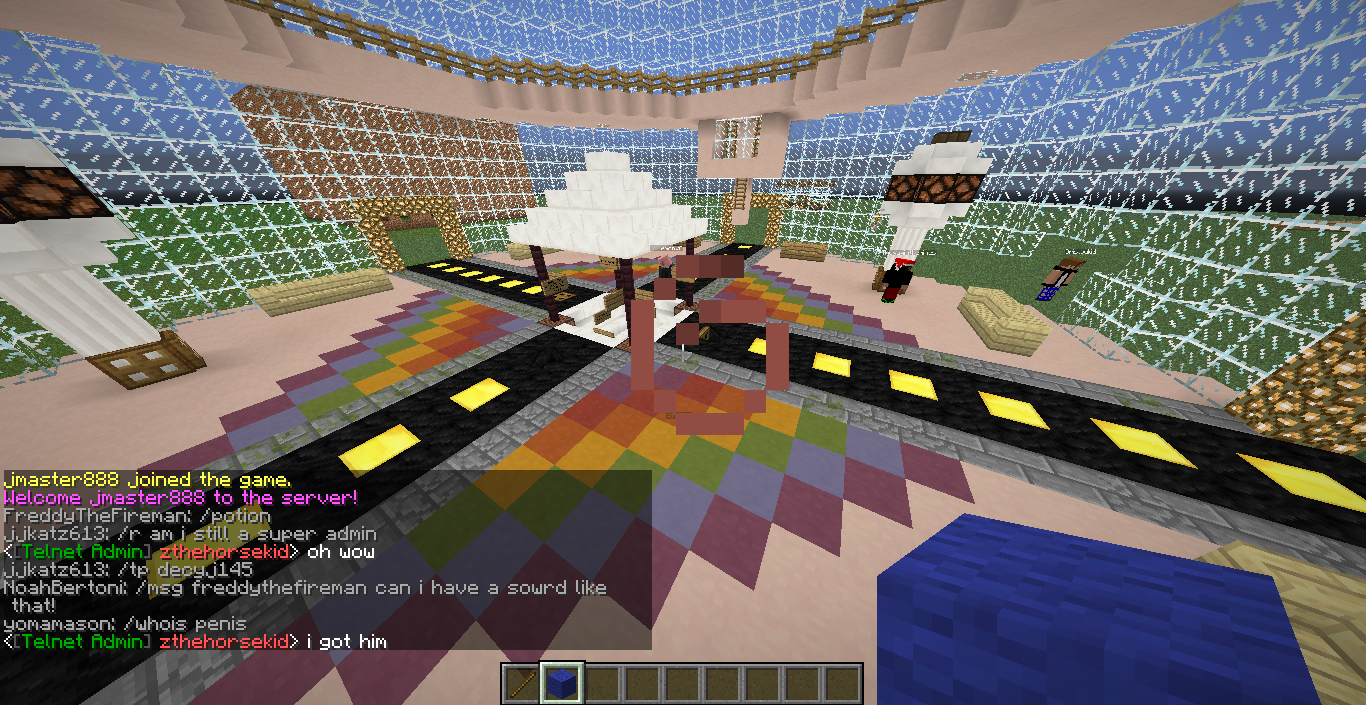 jmaster888 joined the game.
Welcome jmaster888 to the server!
FreddyTheFireman: /potion
jjkatz613: /r am i still a super admin
<[Telnet Admin] zthehorsekid> oh wow
jjkatz613: /tp decyj145
NoahBertoni: /msg freddythefireman can i have a sowrd like
that!
yomamason: /whois penis
<[Telnet Admin] zthehorsekid> i got him